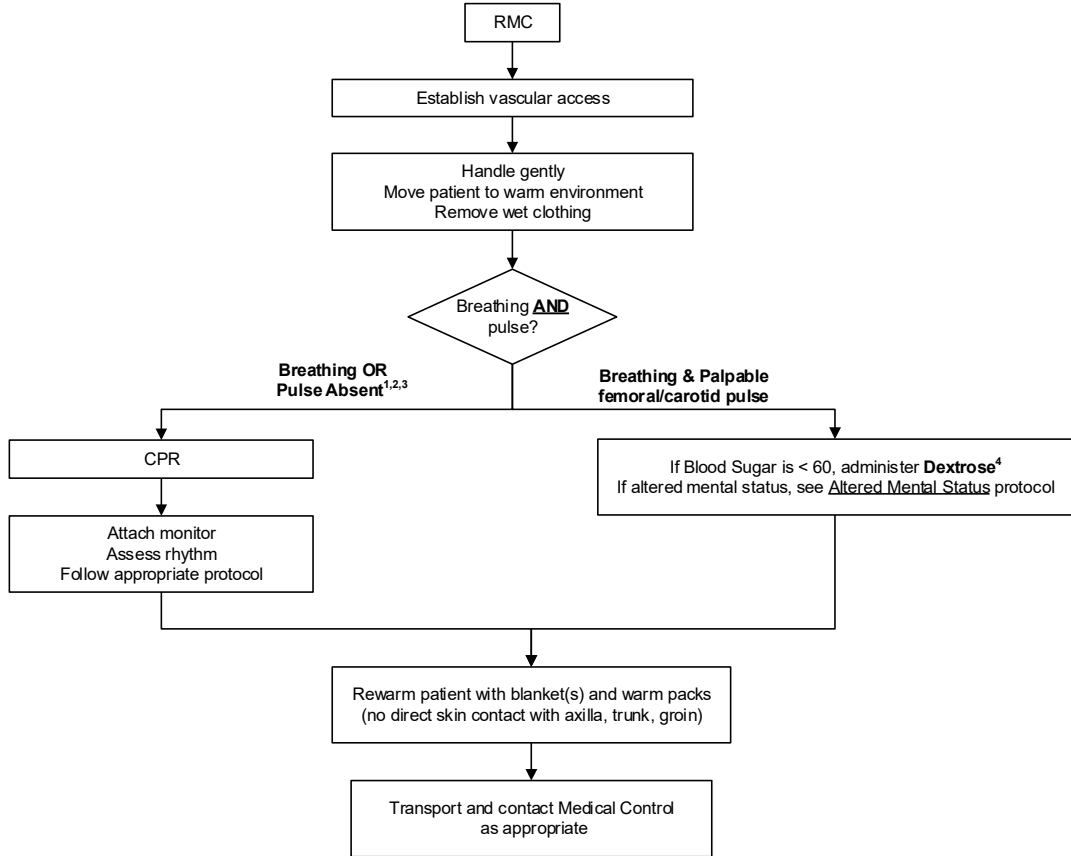 RMC
Establish vascular access
Handle gently
Move patient to warm environment
Remove wet clothing
Breathing AND
pulse?
Breathing OR
Pulse Absent1,2,3
Breathing & Palpable
femoral/carotid pulse
CPR
If Blood Sugar is < 60, administer Dextrose4
If altered mental status, see Altered Mental Status protocol
Attach monitor
Assess rhythm
Follow appropriate protocol
Rewarm patient with blanket(s) and warm packs
(no direct skin contact with axilla, trunk, groin)
Transport and contact Medical Control
as appropriate